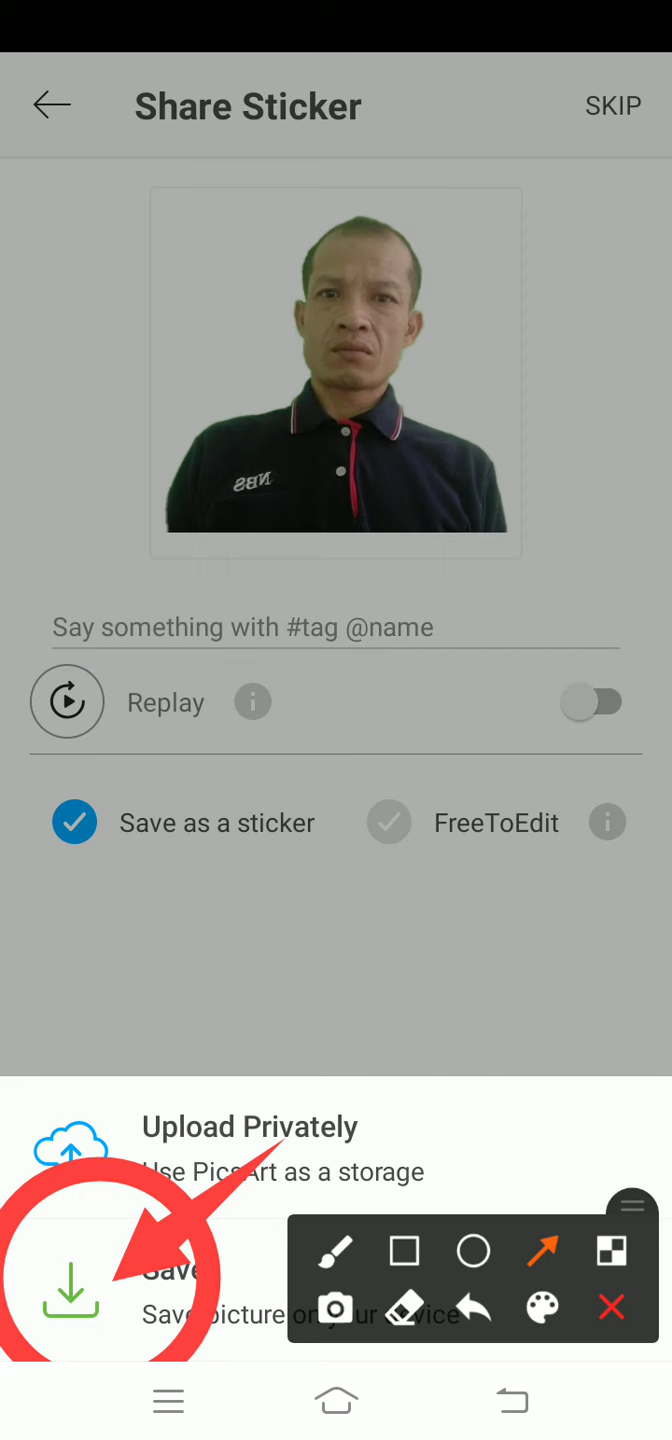 Share Sticker
SKIP
NBS
Say something with #tag @name
Replay
Save as a sticker
FreeToEdit
Upload Privately
Use PicsArt as a storage
Save
Save picture on your device